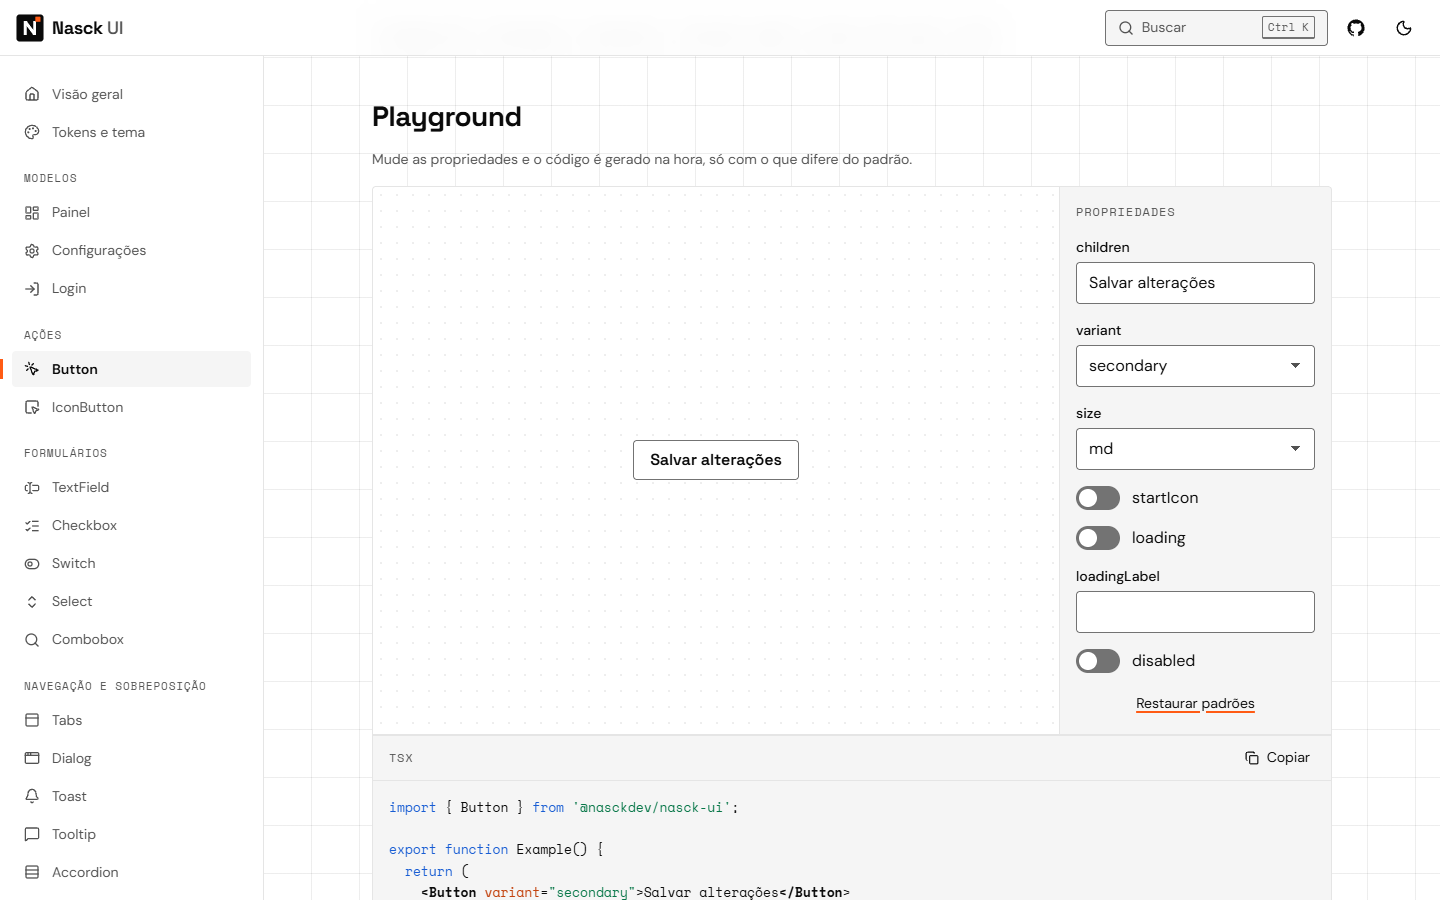 Nasck UI
Buscar
Ctrl K
Visão geral
Tokens e tema
MODELOS
Painel
Configurações
Login
AÇÕES
Button
IconButton
FORMULÁRIOS
TextField
Checkbox
Switch
Select
Combobox
NAVEGAÇÃO E SOBREPOSIÇÃO
Tabs
Dialog
Toast
Tooltip
Accordion
Playground
Mude as propriedades e o código é gerado na hora, só com o que difere do padrão.
Salvar alterações
PROPRIEDADES
children
Salvar alterações
variant
secondary
size
md
startIcon
loading
loadingLabel
disabled
Restaurar padrões
TSX
Copiar
import { Button } from '@nasckdev/nasck-ui';
export function Example() {
return (
<Button variant="secondary">Salvar alterações</Button>